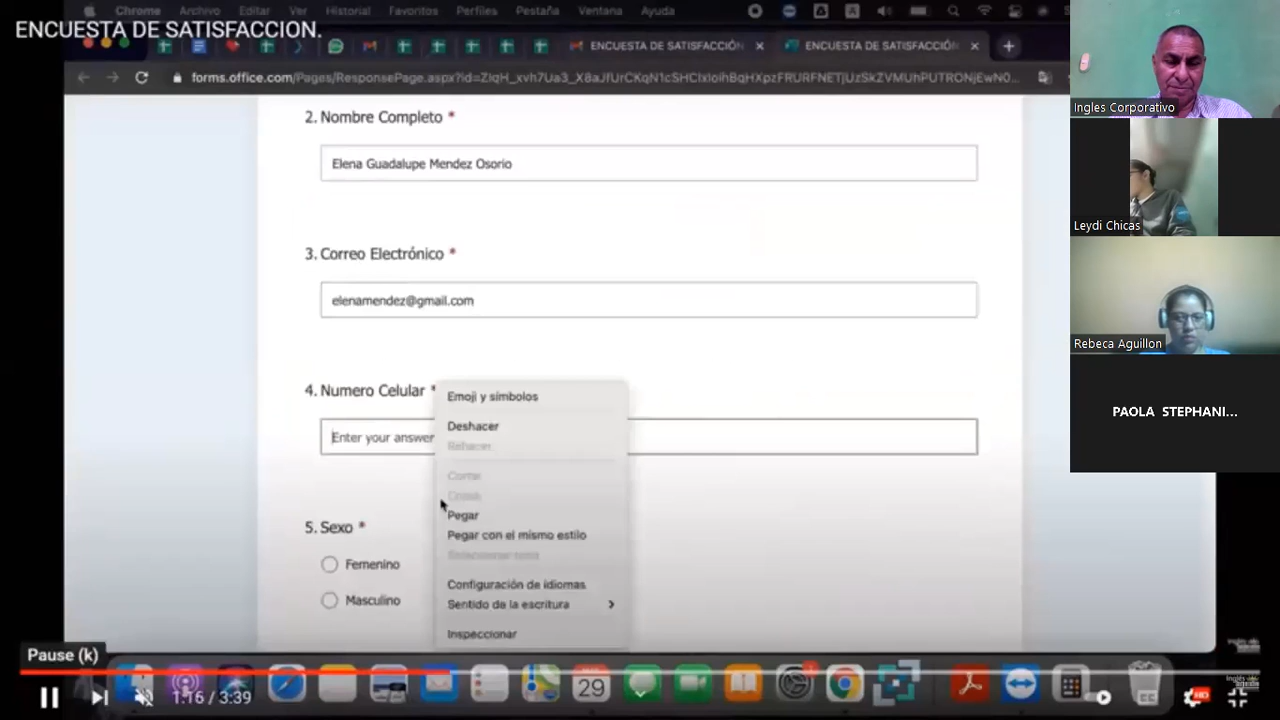 Chrome Archivo Editar Ver Historial Favoritos Perfiles Pestaña Ventana Ayuda
ENCUESTA DE SATISFACCION.
ENCUESTA DE SATISFACCIÓN
ENCUESTA DE SATISFACCIÓN
2. Nombre Completo *
Elena Guadalupe Mendez Osorio
3. Correo Electrónico *
elenamendez@gmail.com
4. Numero Celular *
Enter your answer
Emoji y símbolos
Deshacer
Rehacer
Cortar
Pegar
Pegar con el mismo estilo
Configuración de idiomas
Sentido de la escritura
Inspeccionar
5. Sexo *
Femenino
Masculino
Pause (k)
29
1:16 / 3:39
HD
Ingles Corporativo
Leydi Chicas
Rebeca Aguillon
PAOLA STEPHANI...